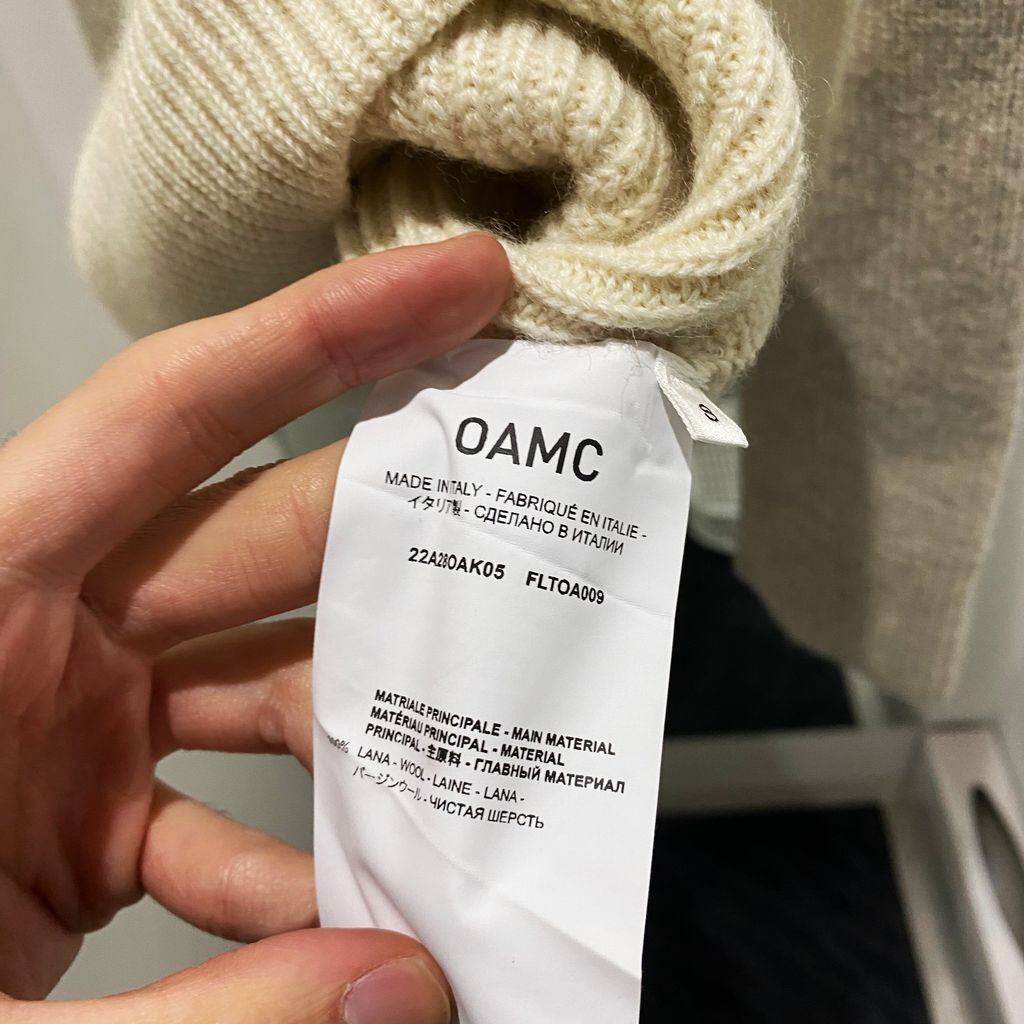 OAMC
8
MADE IN ITALY - FABRIQUÉ EN ITALIE -
イタリア製 - СДЕЛАНО В ИТАЛИИ
22A28OAK05 FLTOA009
MATRIALE PRINCIPALE - MAIN MATERIAL
MATÉRIAU PRINCIPAL - MATERIAL
PRINCIPAL - 主原料 - ГЛАВНЫЙ МАТЕРИАЛ
LANA - WOOL - LAINE - LANA -
バージンウール - ЧИСТАЯ ШЕРСТЬ